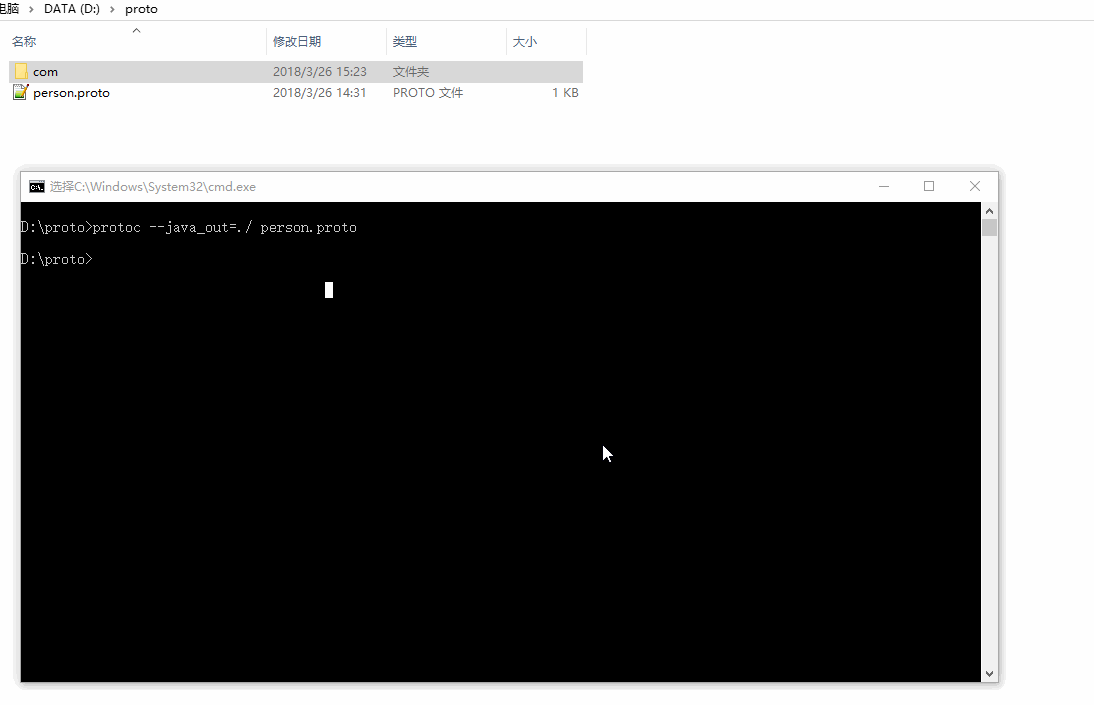 电脑 › DATA (D:) › proto
名称 修改日期 类型 大小
com 2018/3/26 15:23 文件夹
person.proto 2018/3/26 14:31 PROTO 文件 1 KB
选择C:\Windows\System32\cmd.exe
D:\proto>protoc --java_out=./ person.proto
D:\proto>